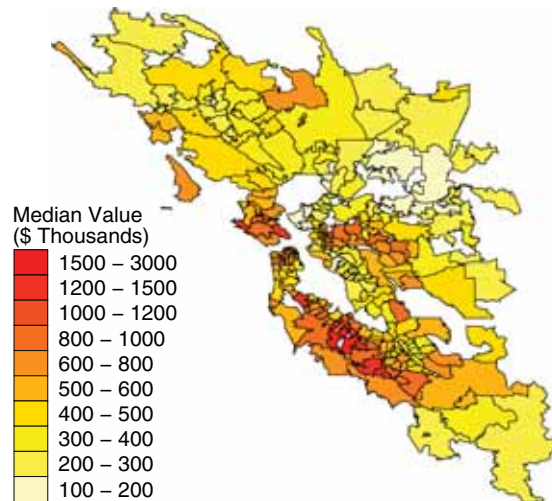 Median Value
($ Thousands)
1500 – 3000
1200 – 1500
1000 – 1200
800 – 1000
600 – 800
500 – 600
400 – 500
300 – 400
200 – 300
100 – 200